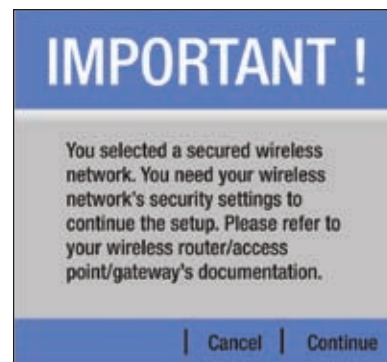 IMPORTANT !
You selected a secured wireless
network. You need your wireless
network's security settings to
continue the setup. Please refer to
your wireless router/access
point/gateway's documentation.
Cancel Continue